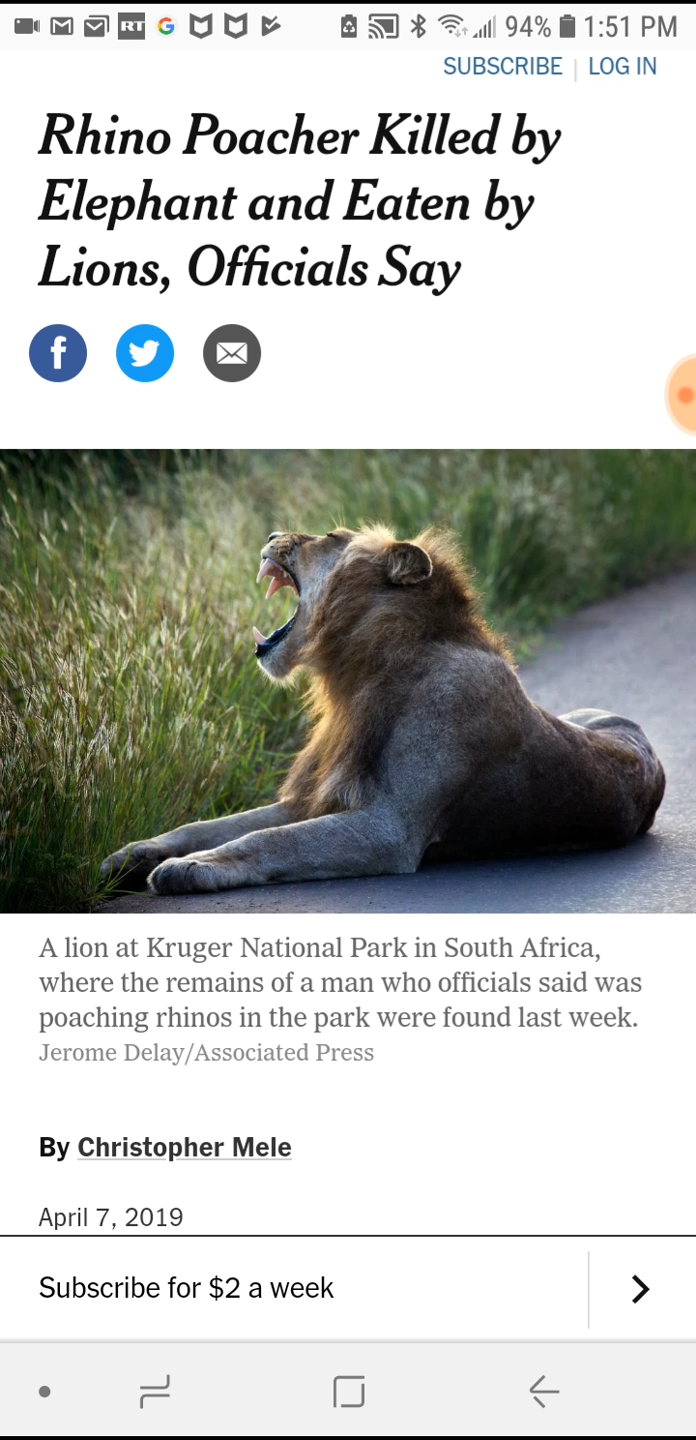 RT G 94% 1:51 PM
SUBSCRIBE | LOG IN
Rhino Poacher Killed by
Elephant and Eaten by
Lions, Officials Say
f
A lion at Kruger National Park in South Africa,
where the remains of a man who officials said was
poaching rhinos in the park were found last week.
Jerome Delay/Associated Press
By Christopher Mele
April 7, 2019
Subscribe for $2 a week